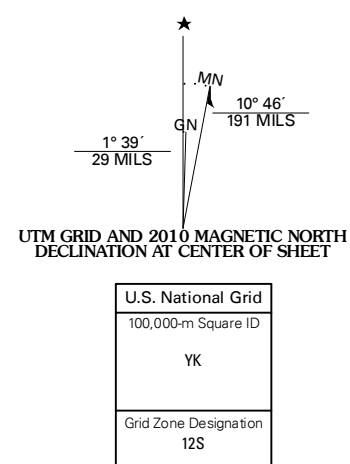 ★
MN
GN
10° 46´
191 MILS
1° 39´
29 MILS
UTM GRID AND 2010 MAGNETIC NORTH
DECLINATION AT CENTER OF SHEET
U.S. National Grid
100,000-m Square ID
YK
Grid Zone Designation
12S